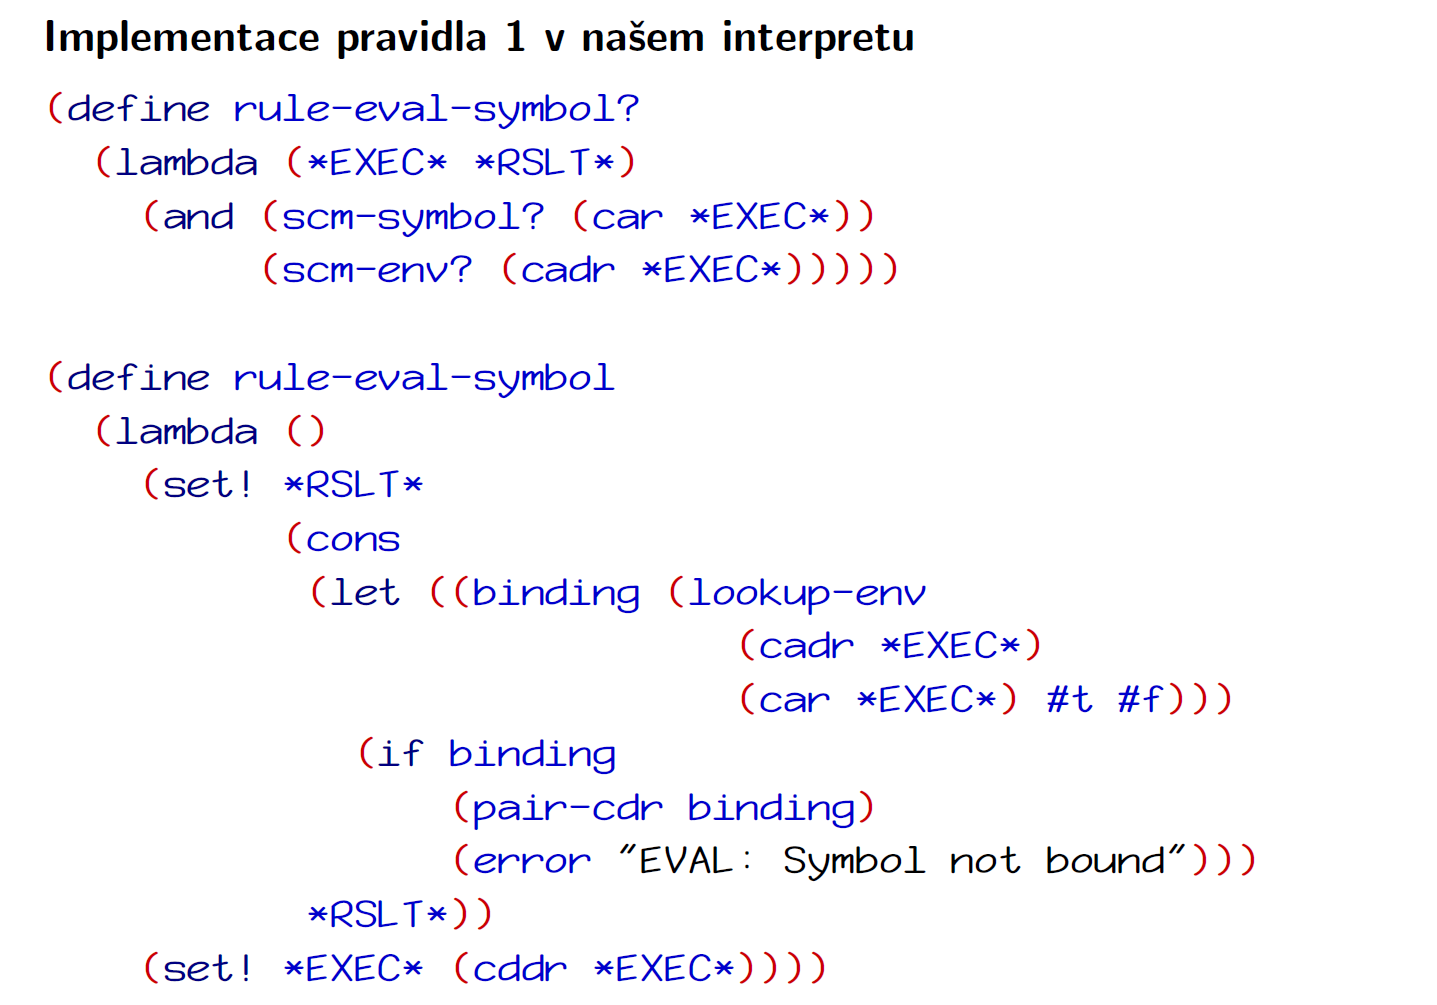 Implementace pravidla 1 v našem interpretu
(define rule-eval-symbol?
(lambda (*EXEC* *RSLT*)
(and (scm-symbol? (car *EXEC*))
(scm-env? (cadr *EXEC*)))))
(define rule-eval-symbol
(lambda ()
(set! *RSLT*
(cons
(let ((binding (lookup-env
(cadr *EXEC*)
(car *EXEC*) #t #f)))
(if binding
(pair-cdr binding)
(error "EVAL: Symbol not bound")))
*RSLT*))
(set! *EXEC* (cddr *EXEC*))))